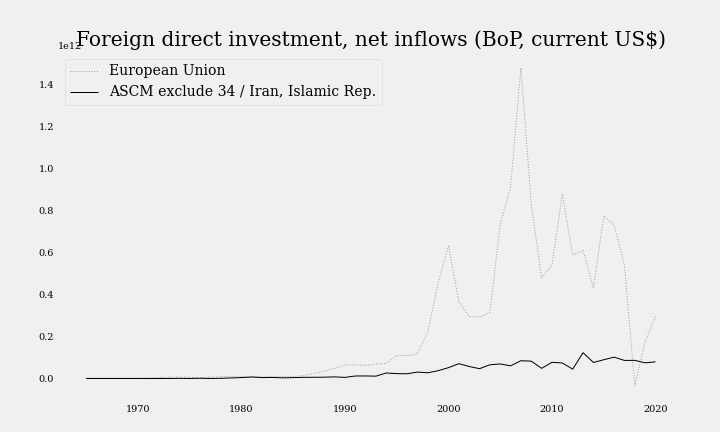 Foreign direct investment, net inflows (BoP, current US$)
1e12
European Union
ASCM exclude 34 / Iran, Islamic Rep.
1.4
1.2
1.0
0.8
0.6
0.4
0.2
0.0
1970 1980 1990 2000 2010 2020